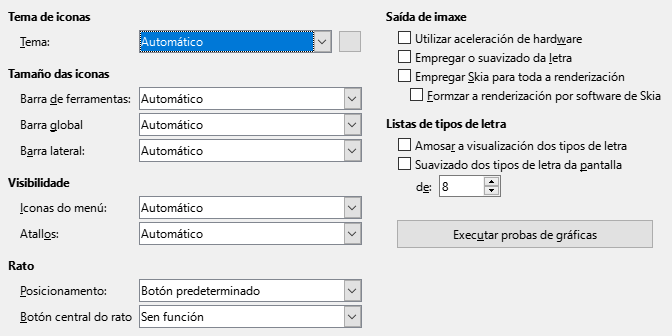 Tema de iconas
Tema: Automático
Tamaño das iconas
Barra de ferramentas: Automático
Barra global Automático
Barra lateral: Automático
Visibilidade
Iconas do menú: Automático
Atallos: Automático
Rato
Posicionamento: Botón predeterminado
Botón central do rato Sen función
Saída de imaxe
Utilizar aceleración de hardware
Empregar o suavizado da letra
Empregar Skia para toda a renderización
Formzar a renderización por software de Skia
Listas de tipos de letra
Amosar a visualización dos tipos de letra
Suavizado dos tipos de letra da pantalla
de: 8
Executar probas de gráficas